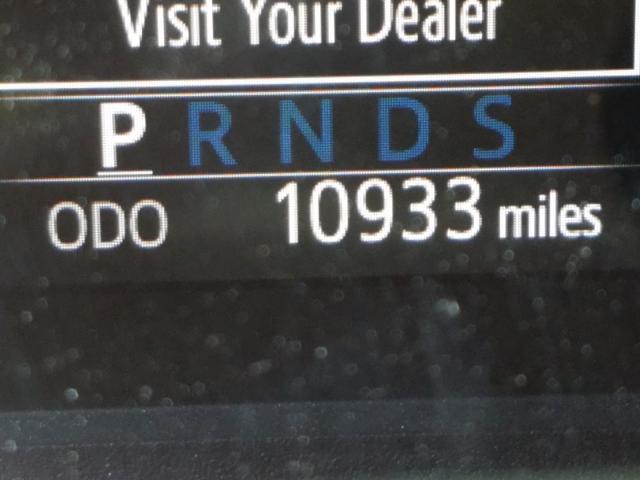 Visit Your Dealer
P R N D S
ODO 10933 miles